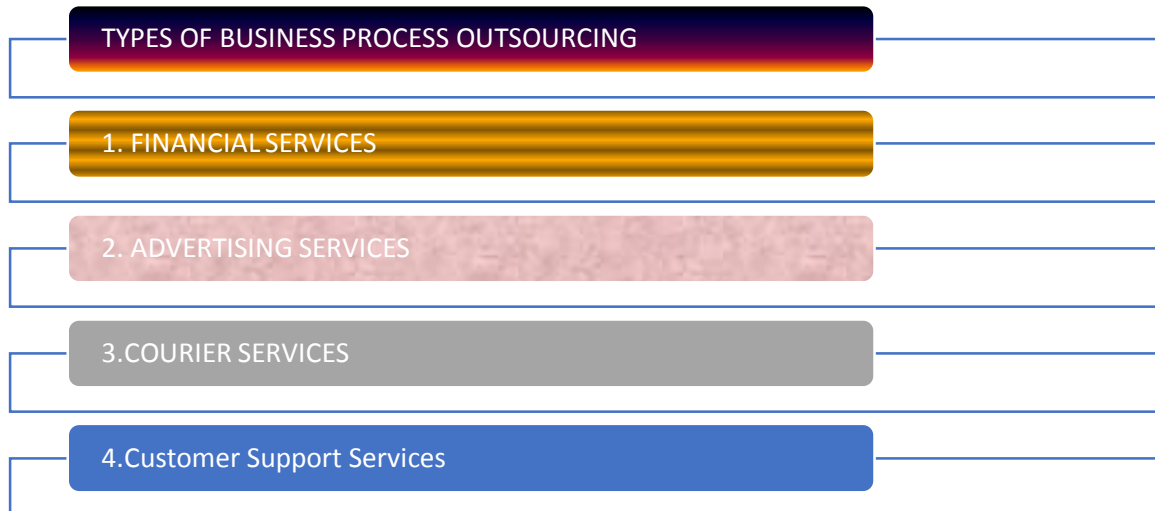 TYPES OF BUSINESS PROCESS OUTSOURCING
1. FINANCIAL SERVICES
2. ADVERTISING SERVICES
3.COURIER SERVICES
4.Customer Support Services